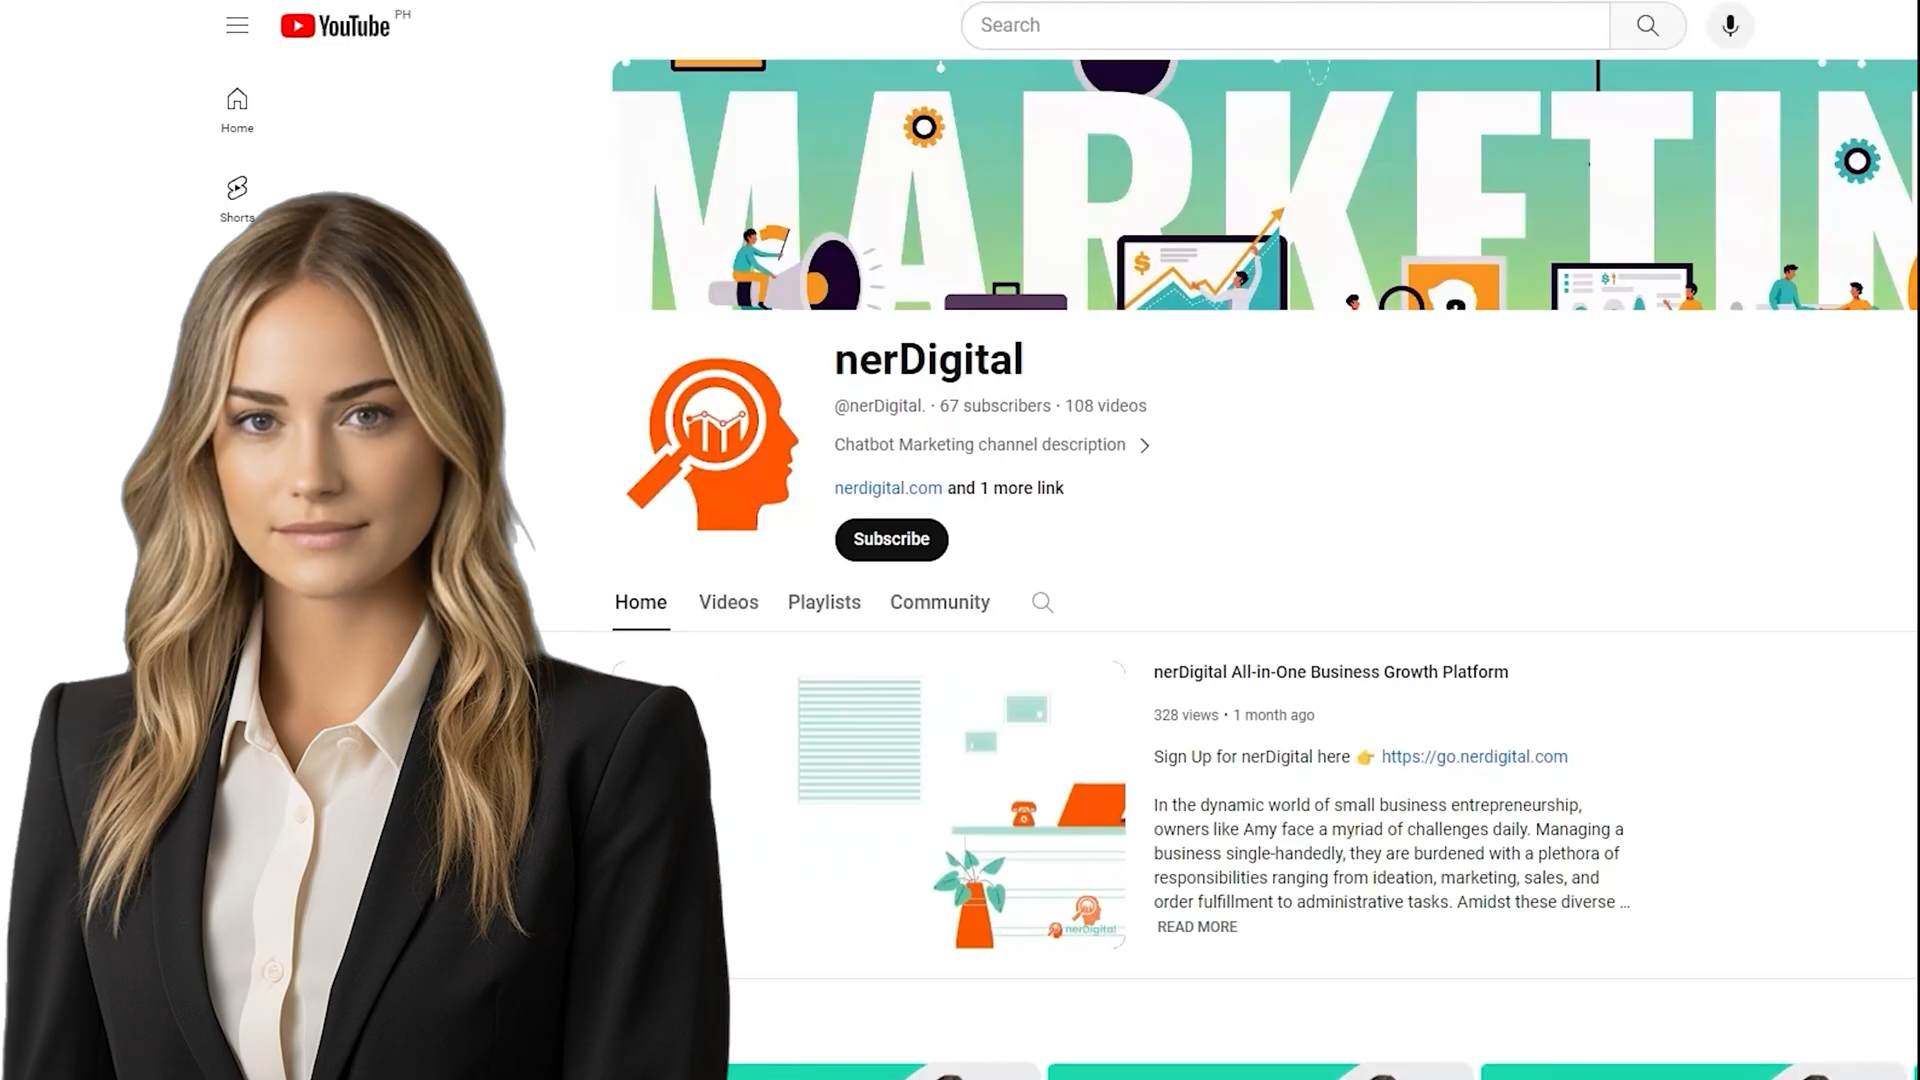 YouTube PH
Search
Home
Shorts
MARKETIN
nerDigital
@nerDigital. · 67 subscribers · 108 videos
Chatbot Marketing channel description
nerdigital.com and 1 more link
Subscribe
Home Videos Playlists Community
nerDigital All-in-One Business Growth Platform
328 views • 1 month ago
Sign Up for nerDigital here 👉 https://go.nerdigital.com
In the dynamic world of small business entrepreneurship,
owners like Amy face a myriad of challenges daily. Managing a
business single-handedly, they are burdened with a plethora of
responsibilities ranging from ideation, marketing, sales, and
order fulfillment to administrative tasks. Amidst these diverse ...
READ MORE
nerDigital